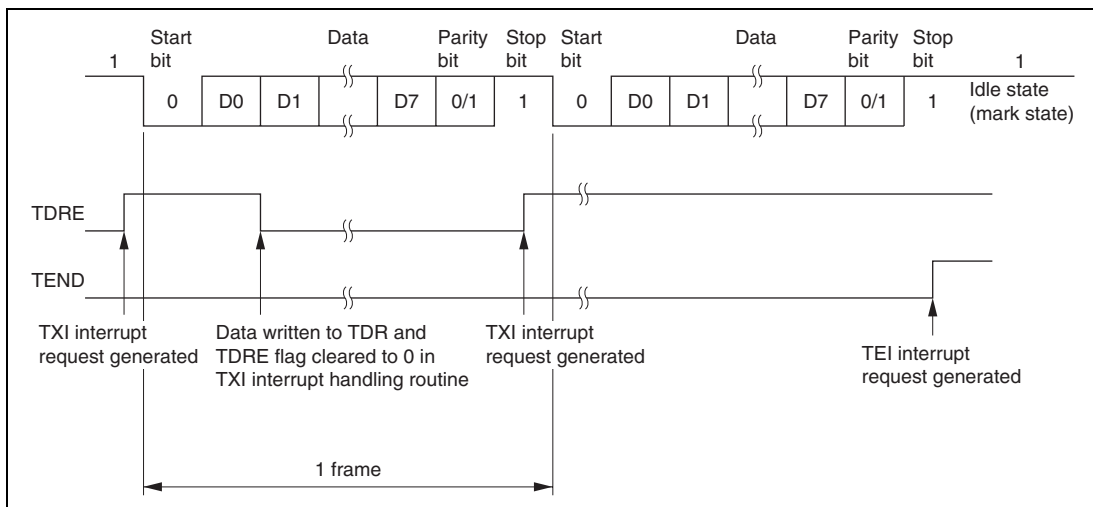 Start Data Parity Stop Start Data Parity Stop
1 bit bit bit bit bit bit 1
0 D0 D1 D7 0/1 1 0 D0 D1 D7 0/1 1 Idle state
(mark state)
TDRE
TEND
TXI interrupt
request generated
Data written to TDR and
TDRE flag cleared to 0 in
TXI interrupt handling routine
TXI interrupt
request generated
TEI interrupt
request generated
1 frame